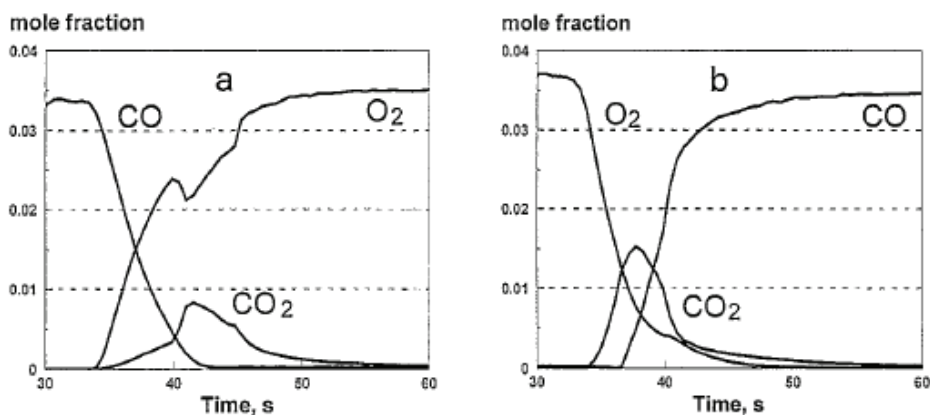 mole fraction
0.04
0.03
0.02
0.01
0
30 40 50 60
Time, s
a
CO
O2
CO2
mole fraction
0.04
0.03
0.02
0.01
0
30 40 50 60
Time, s
b
O2
CO
CO2